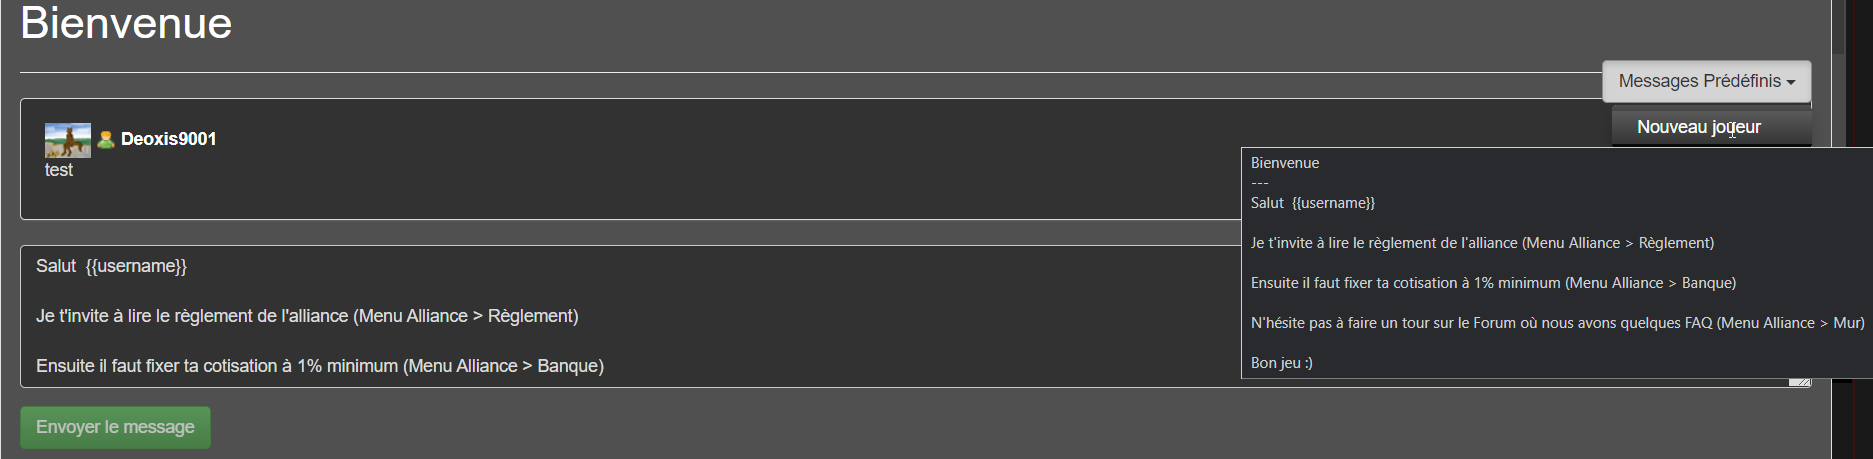 Bienvenue
Messages Prédéfinis
Nouveau joueur
Deoxis9001
test
Salut  {{username}}
Je t'invite à lire le règlement de l'alliance (Menu Alliance > Règlement)
Ensuite il faut fixer ta cotisation à 1% minimum (Menu Alliance > Banque)
Bienvenue
---
Salut  {{username}}
Je t'invite à lire le règlement de l'alliance (Menu Alliance > Règlement)
Ensuite il faut fixer ta cotisation à 1% minimum (Menu Alliance > Banque)
N'hésite pas à faire un tour sur le Forum où nous avons quelques FAQ (Menu Alliance > Mur)
Bon jeu :)
Envoyer le message